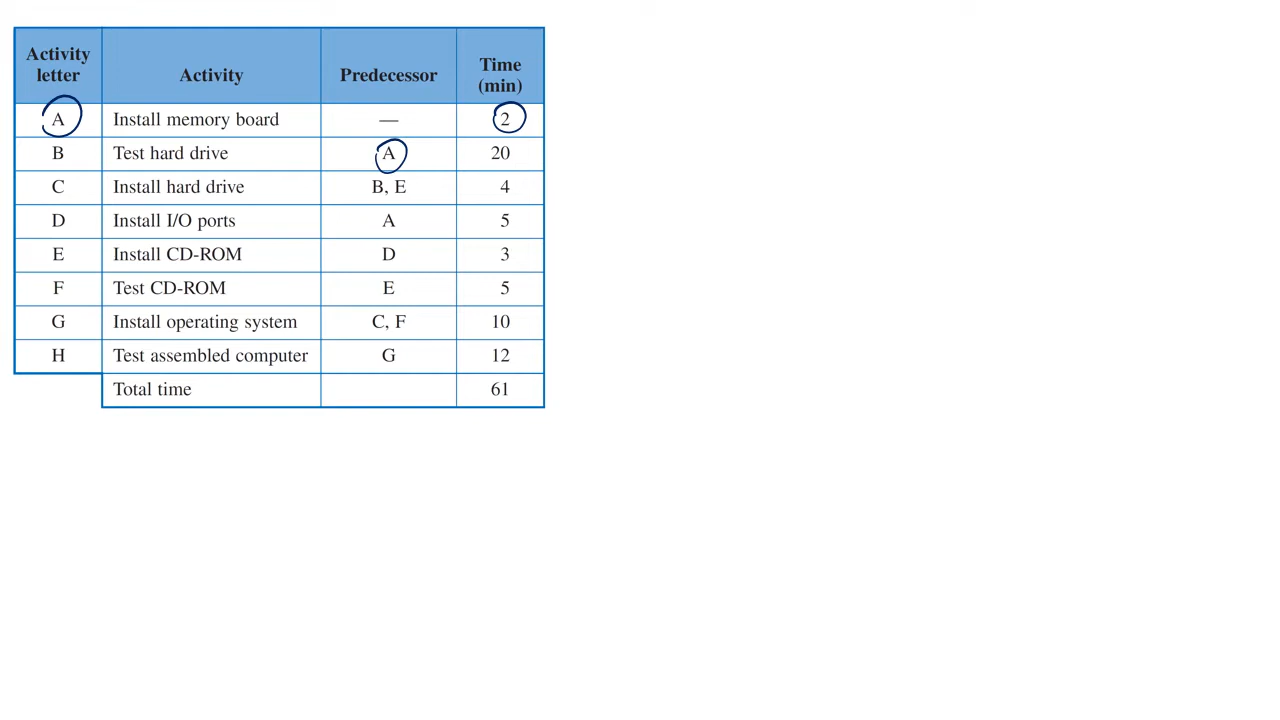 Activity letter Activity Predecessor Time (min)
A Install memory board — 2
B Test hard drive A 20
C Install hard drive B, E 4
D Install I/O ports A 5
E Install CD-ROM D 3
F Test CD-ROM E 5
G Install operating system C, F 10
H Test assembled computer G 12
Total time 61